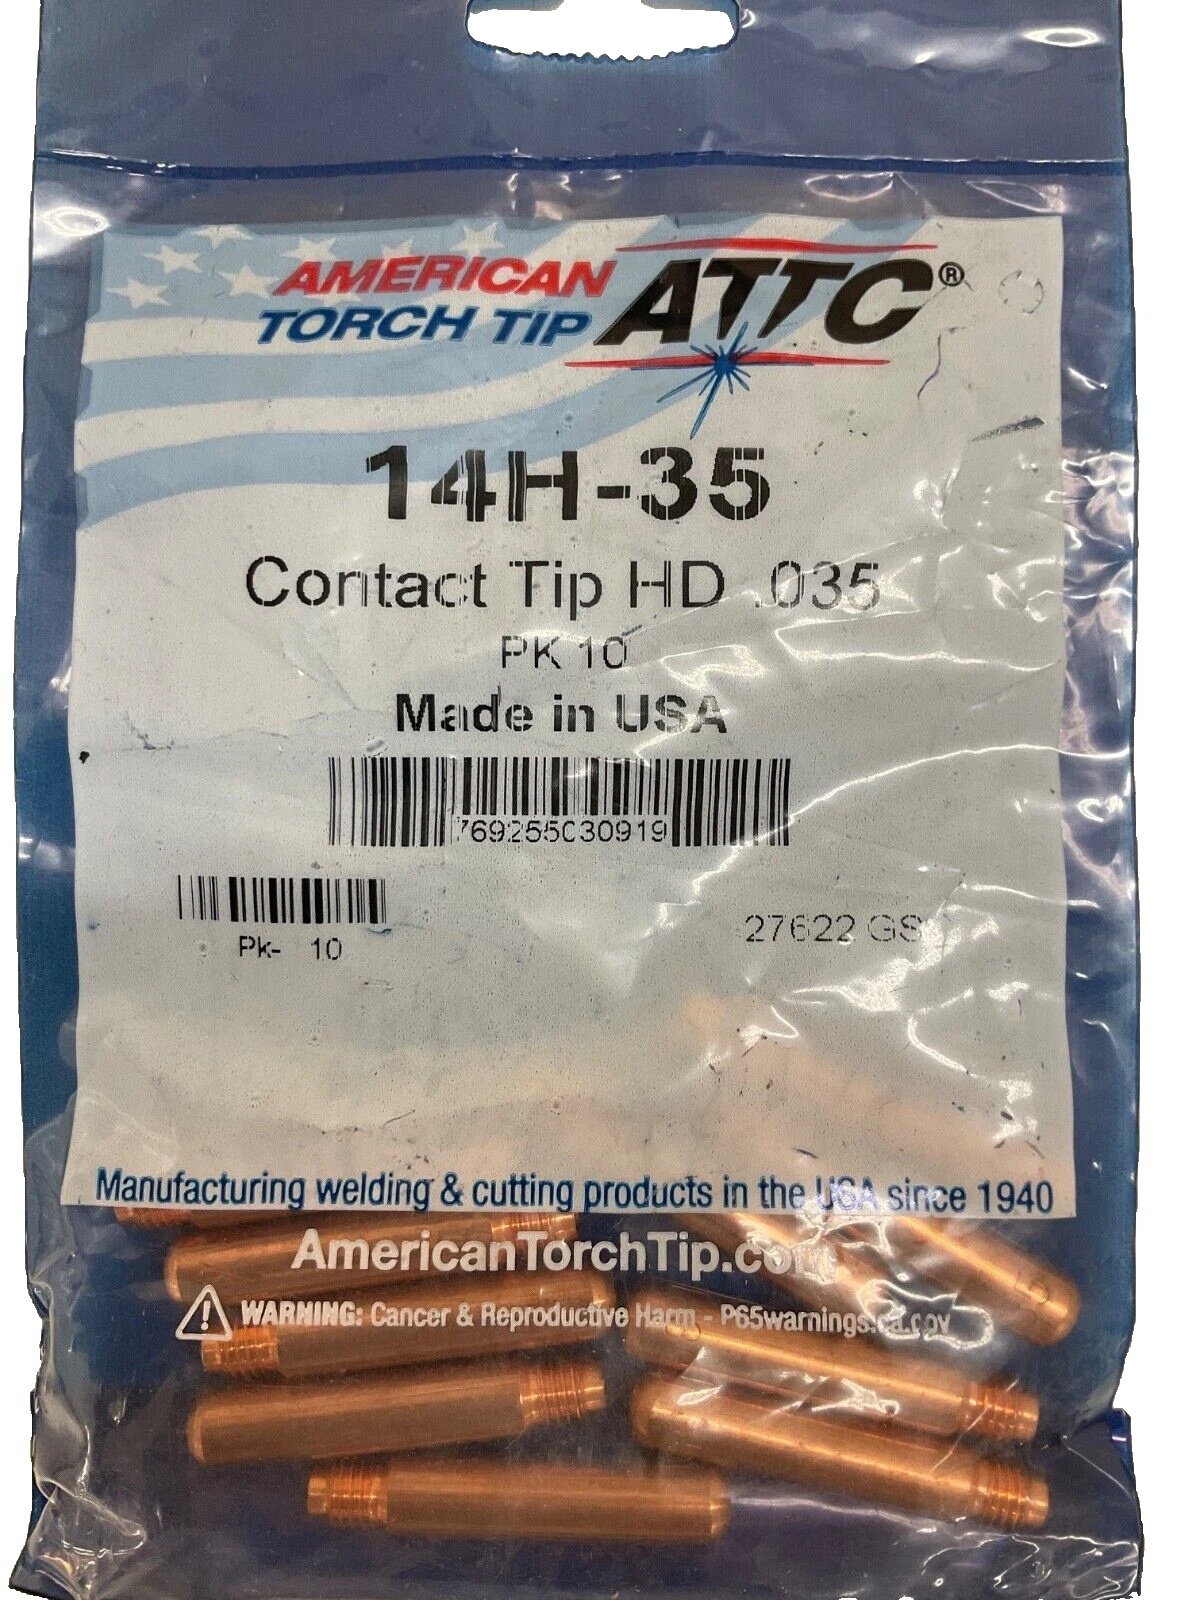 AMERICAN
TORCH TIP
ATTC®
14H-35
Contact Tip HD .035
PK 10
Made in USA
769255030919
Pk- 10
27622 GS
Manufacturing welding & cutting products in the USA since 1940
AmericanTorchTip.com
WARNING: Cancer & Reproductive Harm - P65warnings.ca.gov